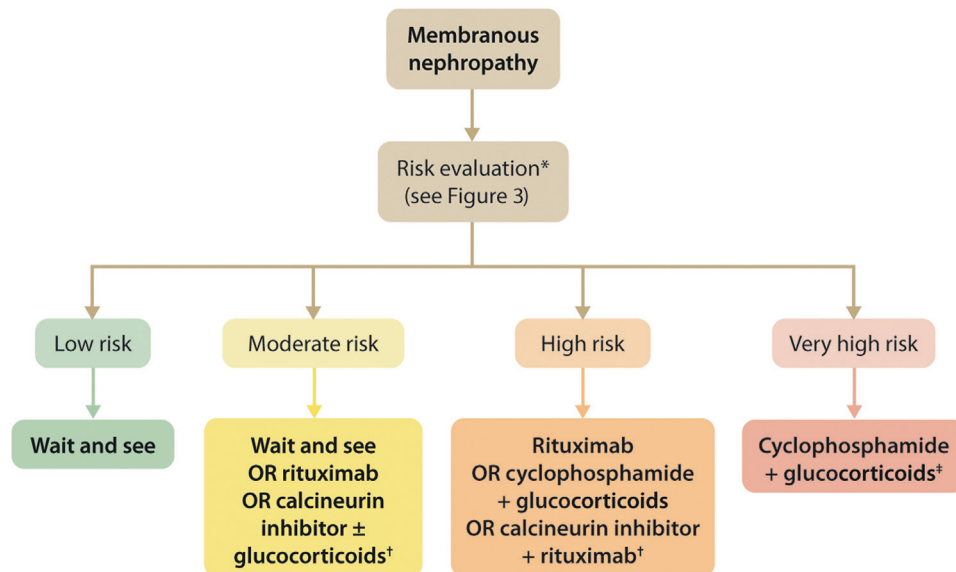 Membranous
nephropathy
Risk evaluation*
(see Figure 3)
Low risk
Moderate risk
High risk
Very high risk
Wait and see
Wait and see
OR rituximab
OR calcineurin
inhibitor ±
glucocorticoids†
Rituximab
OR cyclophosphamide
+ glucocorticoids
OR calcineurin inhibitor
+ rituximab†
Cyclophosphamide
+ glucocorticoids‡